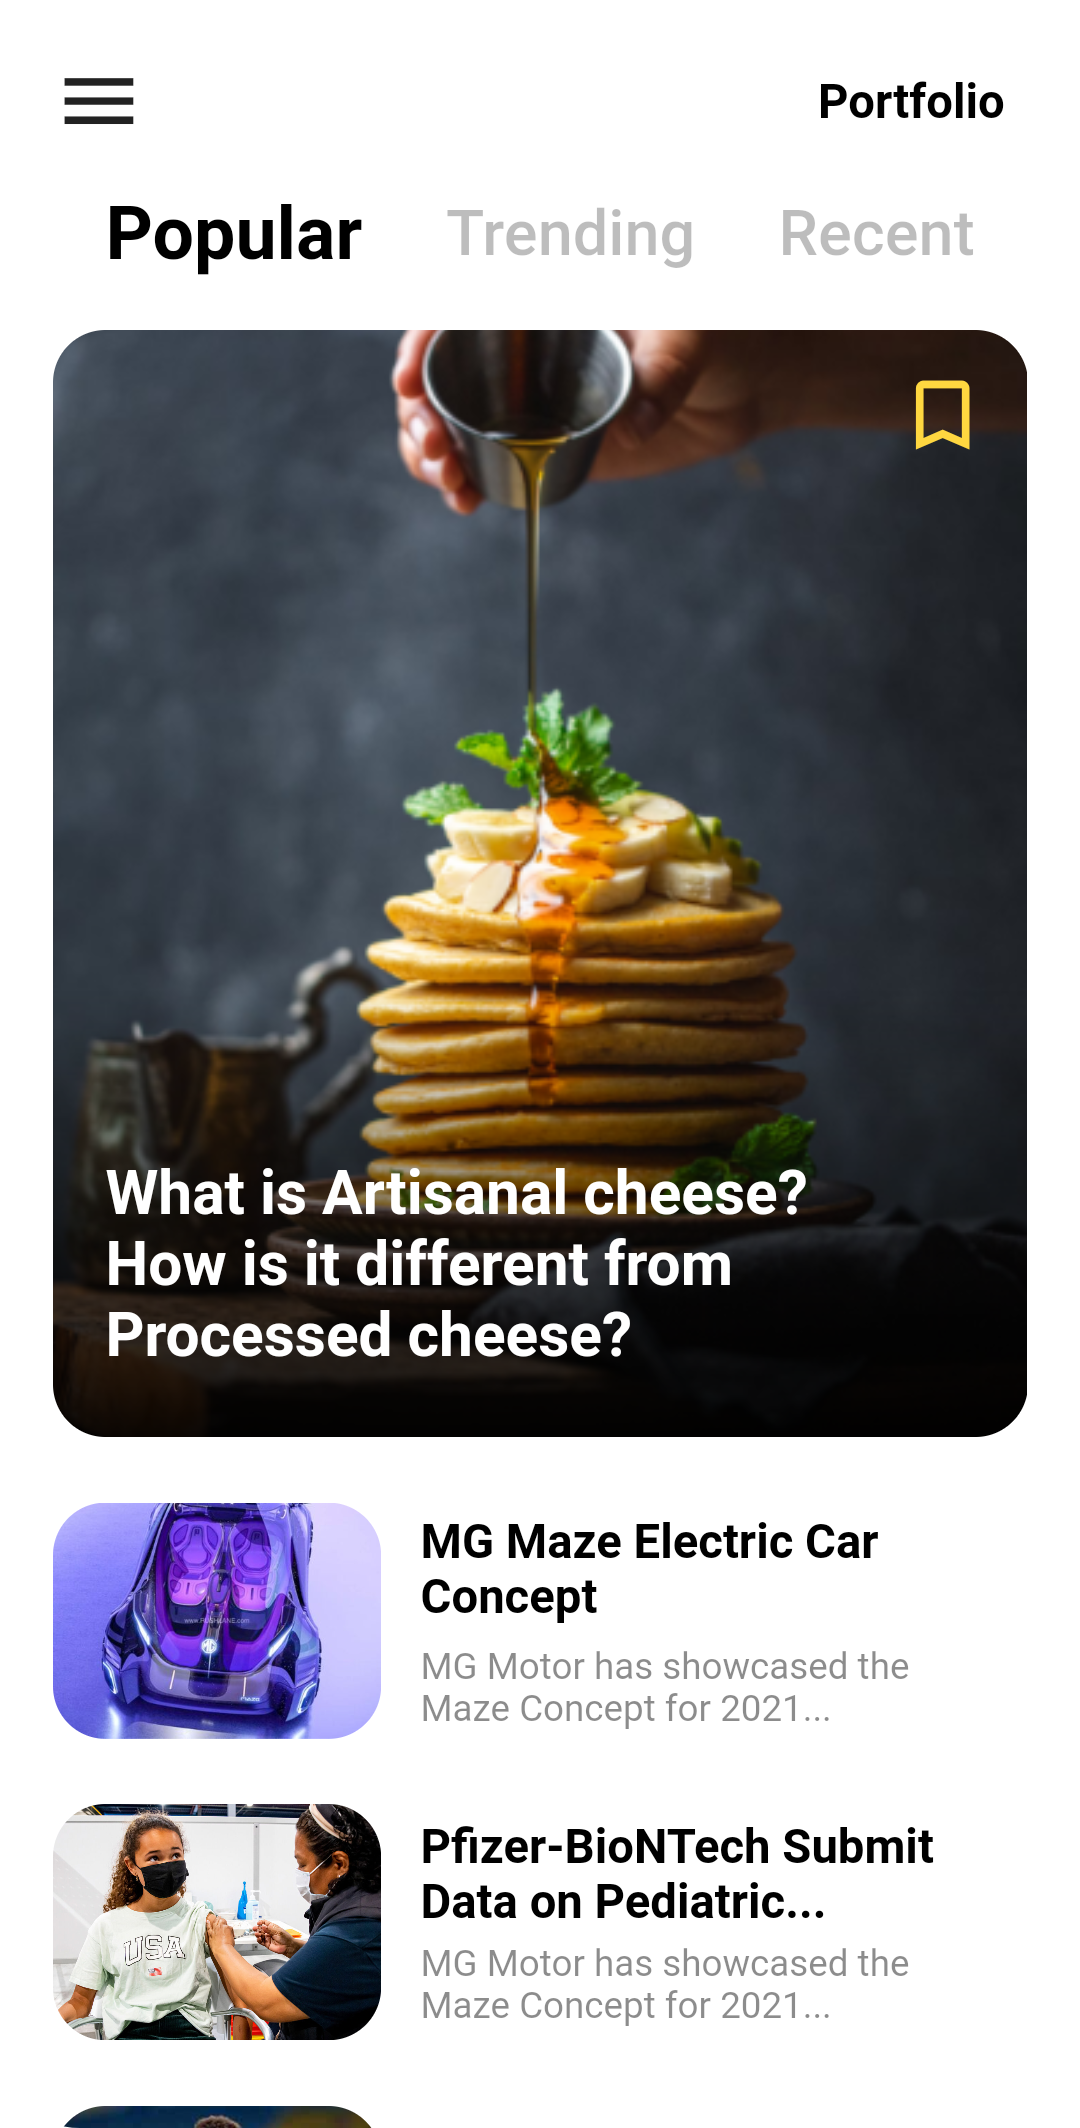 Portfolio
Popular Trending Recent
What is Artisanal cheese?
How is it different from
Processed cheese?
MG Maze Electric Car
Concept
MG Motor has showcased the
Maze Concept for 2021...
Pfizer-BioNTech Submit
Data on Pediatric...
USA
MG Motor has showcased the
Maze Concept for 2021...